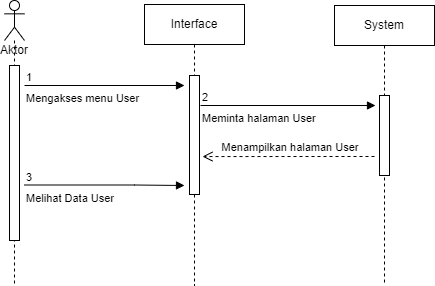 Interface
System
Aktor
1
Mengakses menu User
2
Meminta halaman User
Menampilkan halaman User
3
Melihat Data User